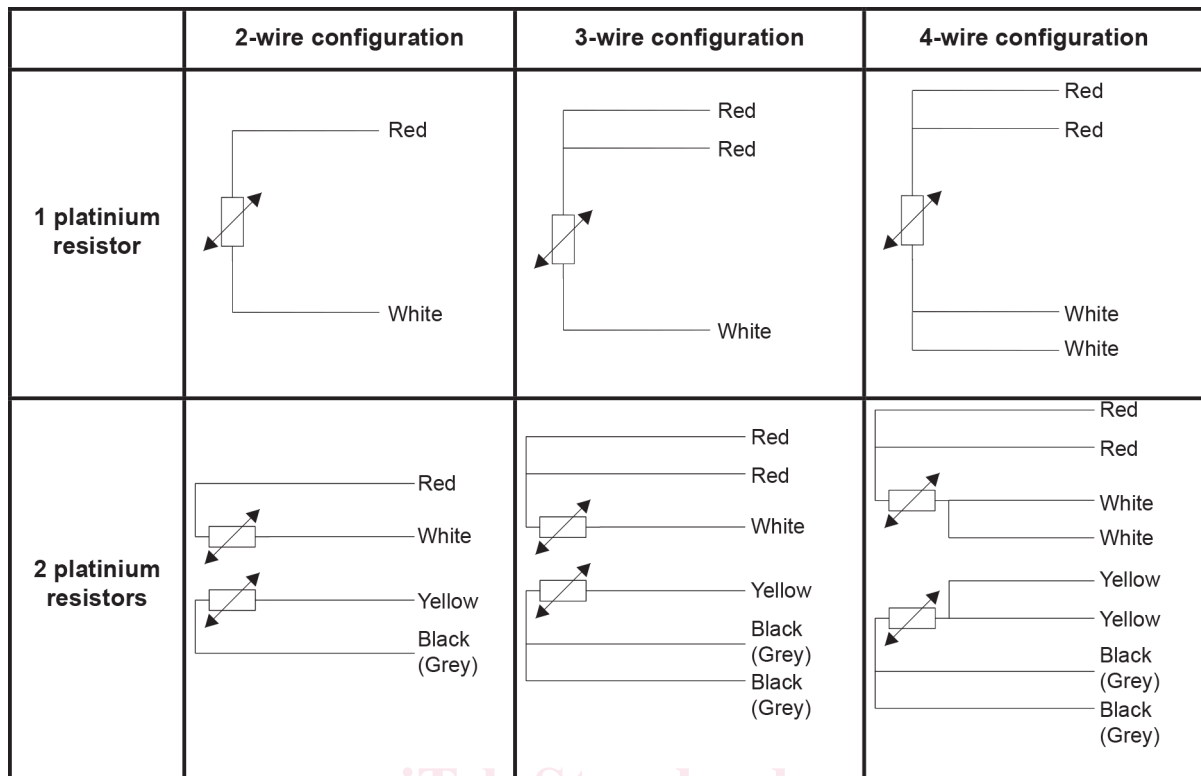 2-wire configuration
3-wire configuration
4-wire configuration
1 platinium
resistor
Red
White
Red
Red
White
Red
Red
White
White
2 platinium
resistors
Red
White
Yellow
Black
(Grey)
Red
Red
White
Yellow
Black
(Grey)
Black
(Grey)
Red
Red
White
White
Yellow
Yellow
Black
(Grey)
Black
(Grey)